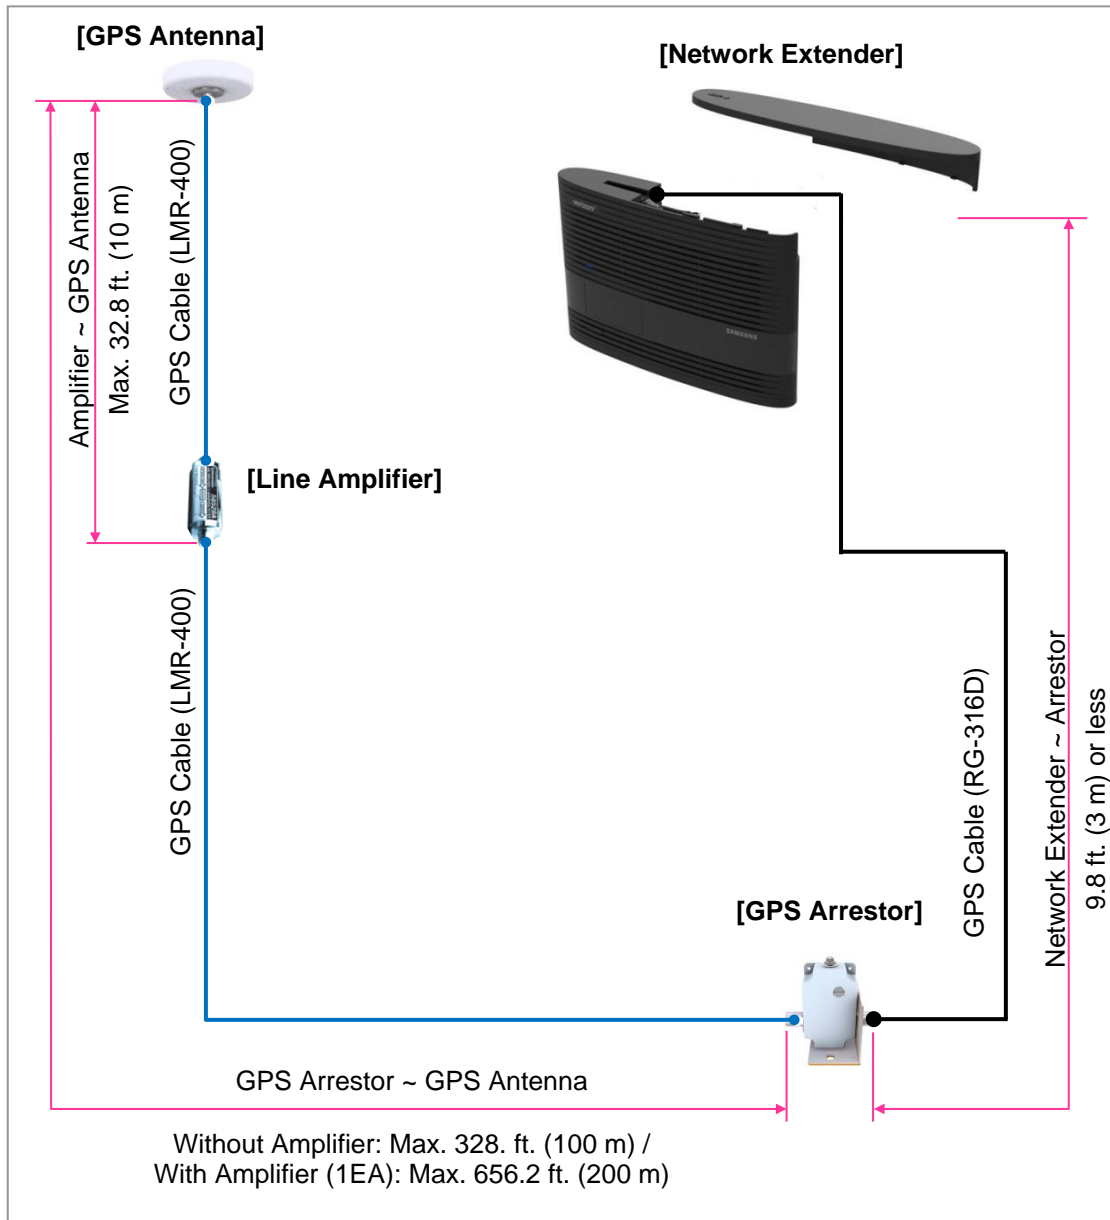 [GPS Antenna]
[Network Extender]
Amplifier ~ GPS Antenna
Max. 32.8 ft. (10 m)
GPS Cable (LMR-400)
verizon
SAMSUNG
[Line Amplifier]
GPS Cable (LMR-400)
GPS Cable (RG-316D)
Network Extender ~ Arrestor
9.8 ft. (3 m) or less
[GPS Arrestor]
GPS Arrestor ~ GPS Antenna
Without Amplifier: Max. 328. ft. (100 m) /
With Amplifier (1EA): Max. 656.2 ft. (200 m)